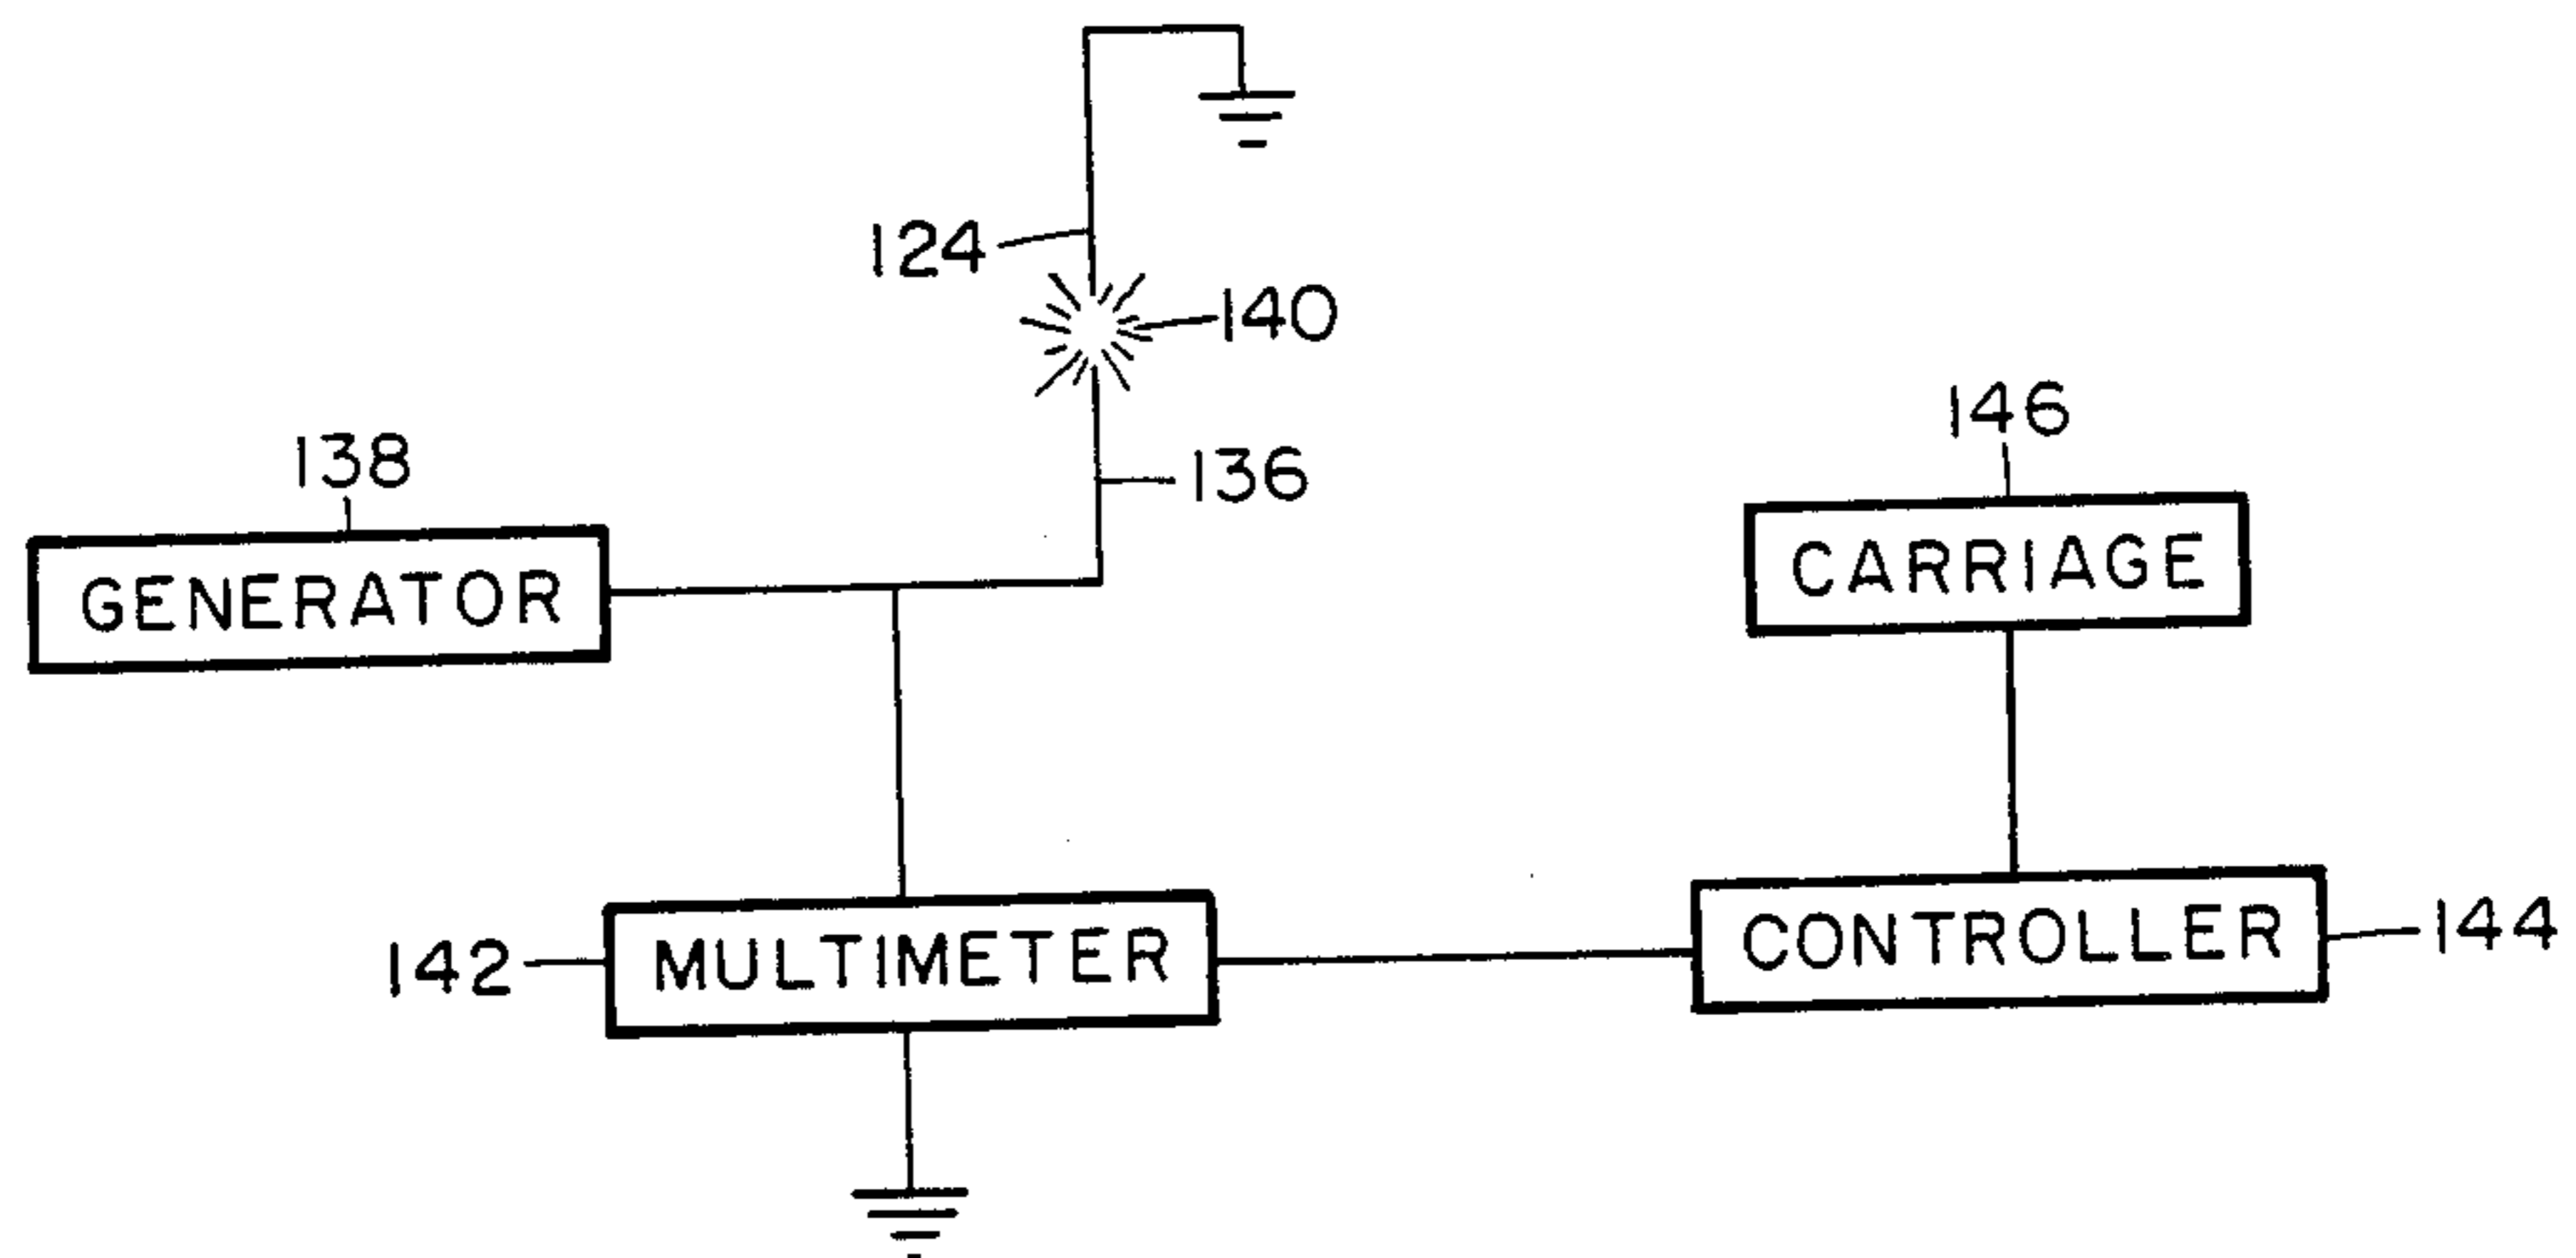 124
140
138
136
146
GENERATOR
CARRIAGE
142
MULTIMETER
CONTROLLER
144